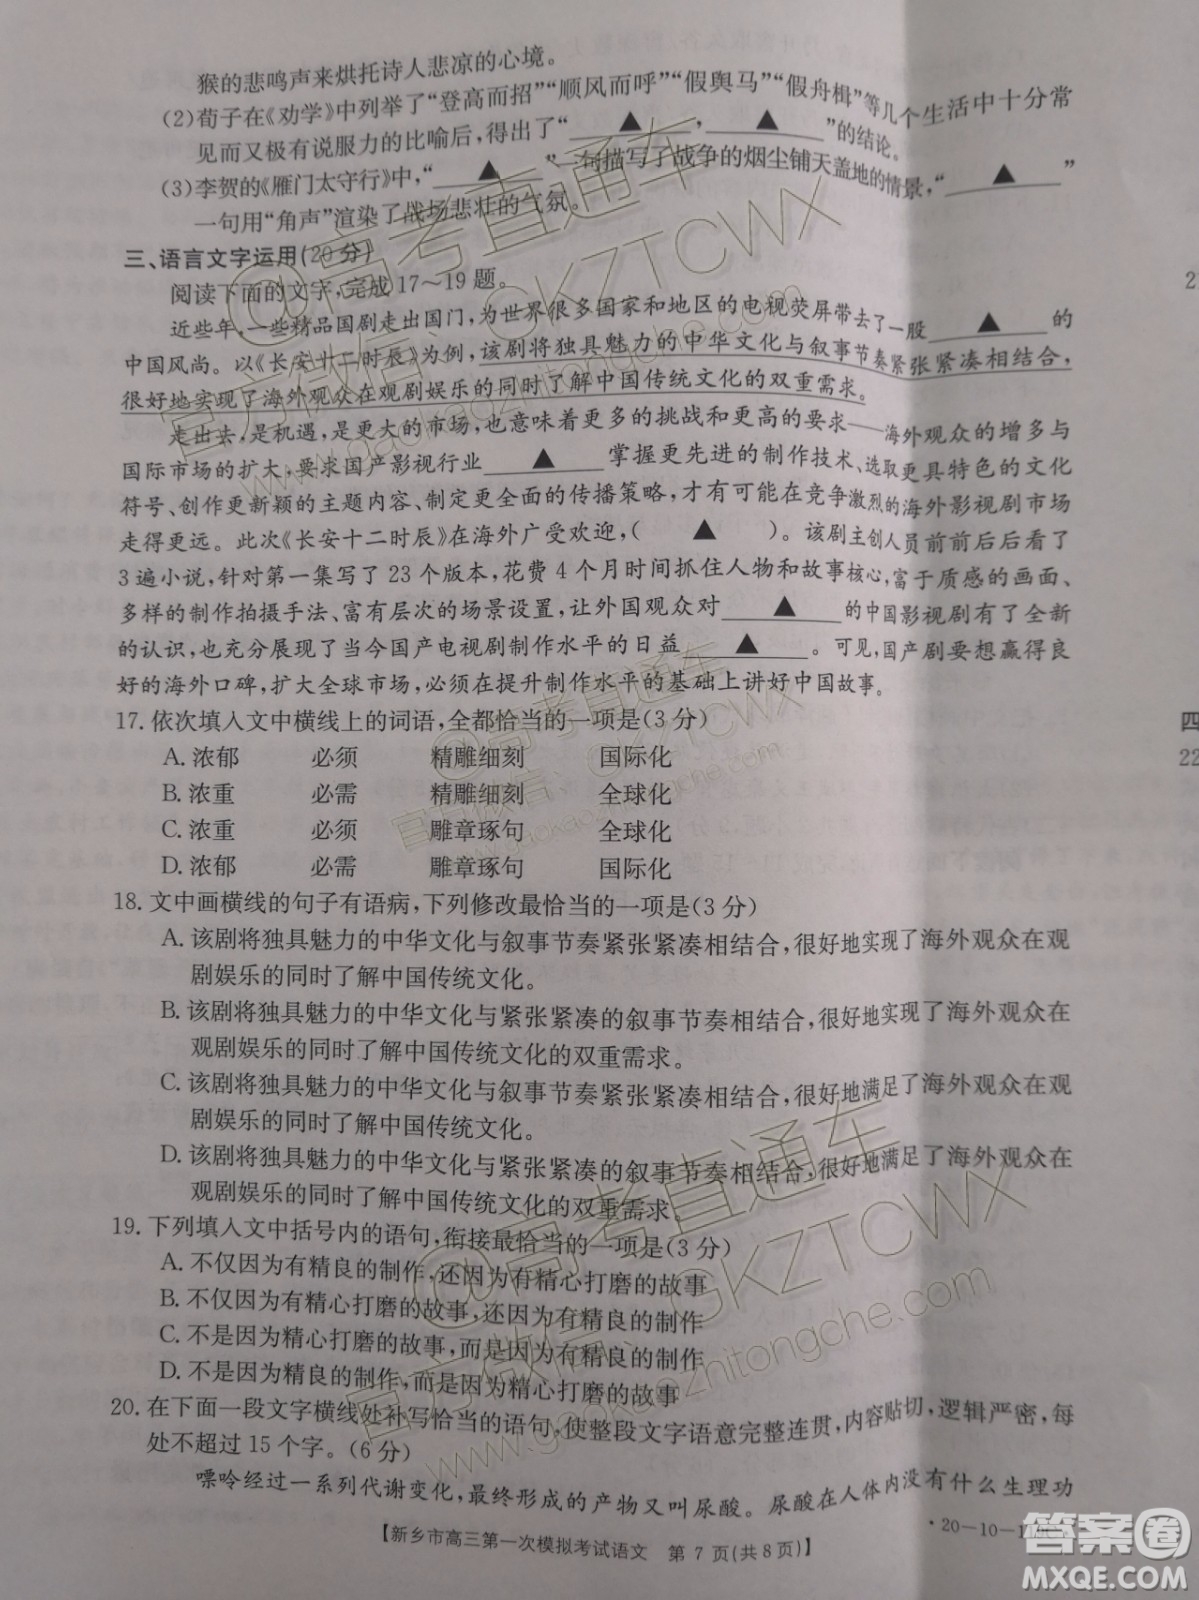 猴的悲鸣声来烘托诗人悲凉的心境。
(2)荀子在《劝学》中列举了“登高而招”“顺风而呼”“假舆马”“假舟楫”等几个生活中十分常
见而又极有说服力的比喻后，得出了“ ▲ ， ▲ ”的结论。
(3)李贺的《雁门太守行》中，“ ▲ ”一句描写了战争的烟尘铺天盖地的情景，“ ▲ ”
一句用“角声”渲染了战场悲壮的气氛。
三、语言文字运用(20分)
阅读下面的文字，完成17～19题。
近些年，一些精品国剧走出国门，为世界很多国家和地区的电视荧屏带去了一股 ▲ 的
中国风尚。以《长安十二时辰》为例，该剧将独具魅力的中华文化与叙事节奏紧张紧凑相结合，
很好地实现了海外观众在观剧娱乐的同时了解中国传统文化的双重需求。
走出去，是机遇，是更大的市场，也意味着更多的挑战和更高的要求——海外观众的增多与
国际市场的扩大，要求国产影视行业 ▲ 掌握更先进的制作技术、选取更具特色的文化
符号、创作更新颖的主题内容、制定更全面的传播策略，才有可能在竞争激烈的海外影视剧市场
走得更远。此次《长安十二时辰》在海外广受欢迎，( ▲ )。该剧主创人员前前后后看了
3遍小说，针对第一集写了23个版本，花费4个月时间抓住人物和故事核心，富于质感的画面、
多样的制作拍摄手法、富有层次的场景设置，让外国观众对 ▲ 的中国影视剧有了全新
的认识，也充分展现了当今国产电视剧制作水平的日益 ▲ 。可见，国产剧要想赢得良
好的海外口碑，扩大全球市场，必须在提升制作水平的基础上讲好中国故事。
17.依次填入文中横线上的词语，全都恰当的一项是(3分)
A.浓郁 必须 精雕细刻 国际化
B.浓重 必需 精雕细刻 全球化
C.浓重 必须 雕章琢句 全球化
D.浓郁 必需 雕章琢句 国际化
18.文中画横线的句子有语病，下列修改最恰当的一项是(3分)
A.该剧将独具魅力的中华文化与叙事节奏紧张紧凑相结合，很好地实现了海外观众在观
剧娱乐的同时了解中国传统文化。
B.该剧将独具魅力的中华文化与紧张紧凑的叙事节奏相结合，很好地实现了海外观众在
观剧娱乐的同时了解中国传统文化的双重需求。
C.该剧将独具魅力的中华文化与叙事节奏紧张紧凑相结合，很好地满足了海外观众在观
剧娱乐的同时了解中国传统文化。
D.该剧将独具魅力的中华文化与紧张紧凑的叙事节奏相结合，很好地满足了海外观众在
观剧娱乐的同时了解中国传统文化的双重需求。
19.下列填入文中括号内的语句，衔接最恰当的一项是(3分)
A.不仅因为有精良的制作，还因为有精心打磨的故事
B.不仅因为有精心打磨的故事，还因为有精良的制作
C.不是因为有精心打磨的故事，而是因为有精良的制作
D.不是因为有精良的制作，而是因为有精心打磨的故事
20.在下面一段文字横线处补写恰当的语句，使整段文字语意完整连贯，内容贴切，逻辑严密，每
处不超过15个字。(6分)
嘌呤经过一系列代谢变化，最终形成的产物又叫尿酸。尿酸在人体内没有什么生理功
【新乡市高三第一次模拟考试语文 第7页(共8页)】
2
四
22
@高考直通车
官方微信：GKZTCWX
www.gaokaozhitongche.com
答案圈
MXQE.COM